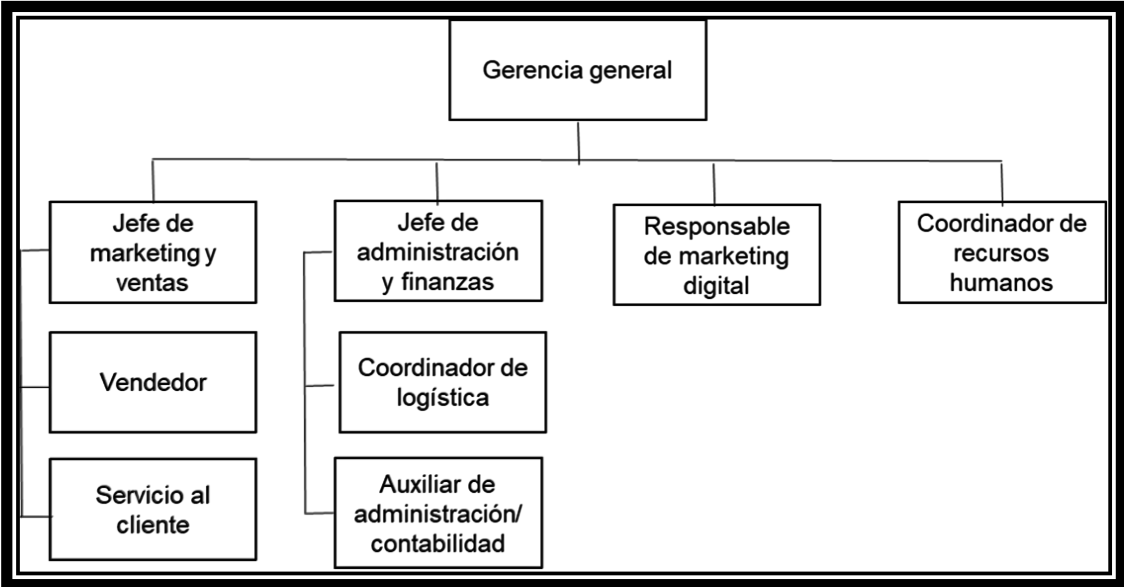 Gerencia general
Jefe de
marketing y
ventas
Jefe de
administración
y finanzas
Responsable
de marketing
digital
Coordinador de
recursos
humanos
Vendedor
Coordinador de
logística
Servicio al
cliente
Auxiliar de
administración/
contabilidad